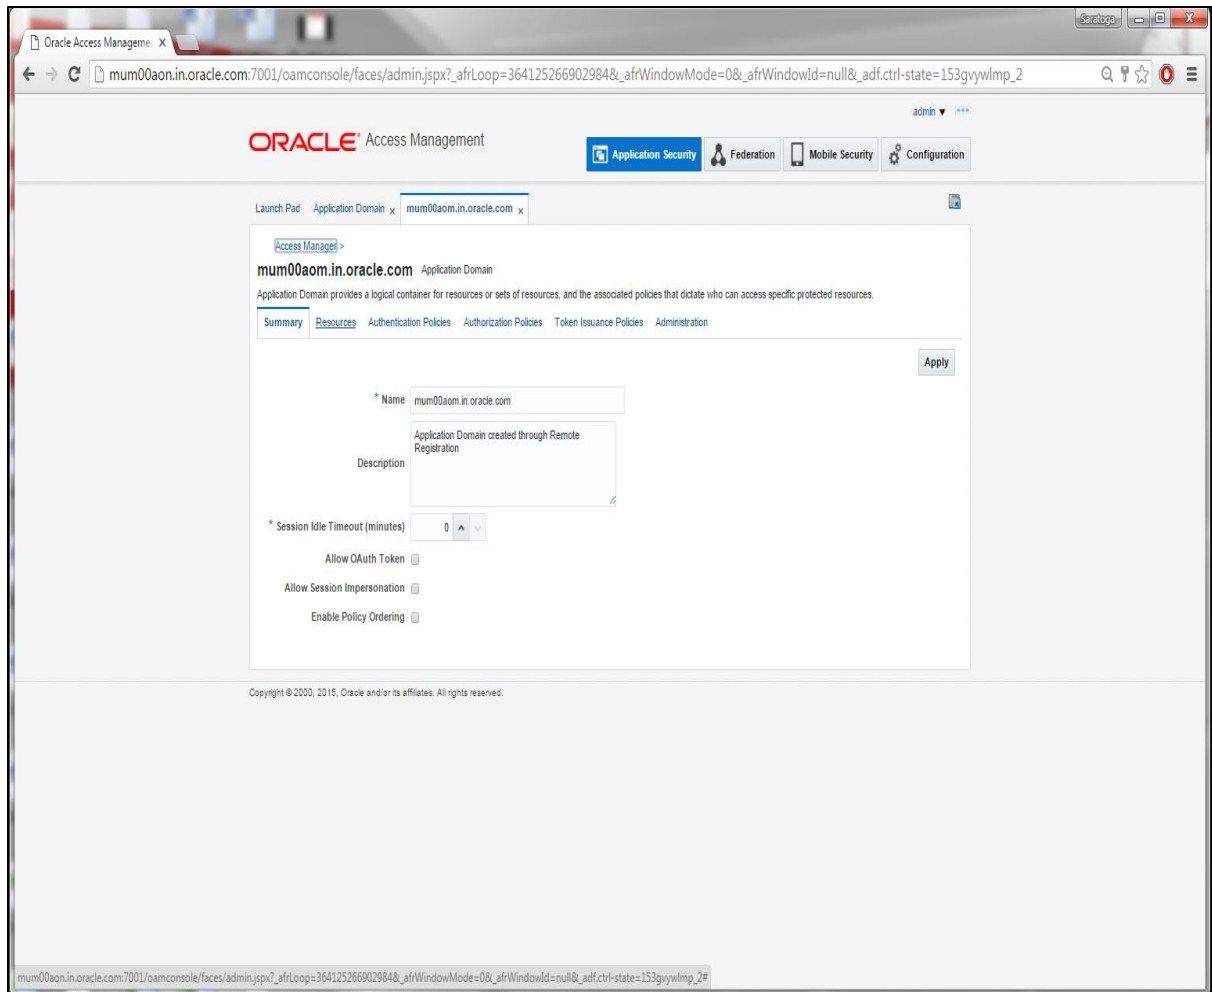 Saratoga
Oracle Access Managemen
mum00aon.in.oracle.com:7001/oamconsole/faces/admin.jspx?_afrLoop=364125266902984&_afrWindowMode=0&_afrWindowId=null&_adf.ctrl-state=153gvywlmp_2
admin
ORACLE Access Management
Application Security Federation Mobile Security Configuration
Launch Pad Application Domain x mum00aom.in.oracle.com x
Access Manager >
mum00aom.in.oracle.com Application Domain
Application Domain provides a logical container for resources or sets of resources, and the associated policies that dictate who can access specific protected resources.
Summary Resources Authentication Policies Authorization Policies Token Issuance Policies Administration
Apply
* Name mum00aom.in.oracle.com
Application Domain created through Remote
Registration
Description
* Session Idle Timeout (minutes) 0
Allow OAuth Token
Allow Session Impersonation
Enable Policy Ordering
Copyright © 2000, 2015, Oracle and/or its affiliates. All rights reserved.
mum00aon.in.oracle.com:7001/oamconsole/faces/admin.jspx?_afrLoop=364125266902984&_afrWindowMode=0&_afrWindowId=null&_adf.ctrl-state=153gvywlmp_2#